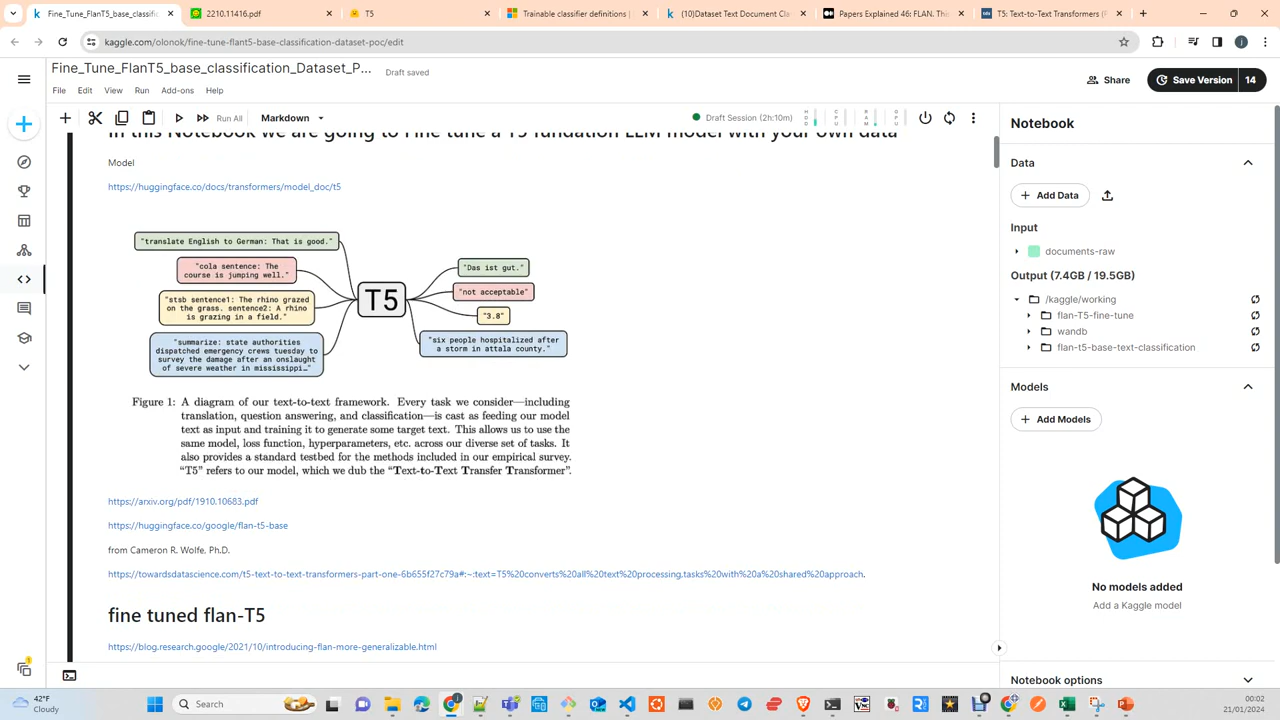 Fine_Tune_FlanT5_base_classific
2210.11416.pdf
T5
Trainable classifier definitions |
(10)Dataset Text Document Clas
Papers Explained 46: FLAN. Thi
T5: Text-to-Text Transformers (P
kaggle.com/olonok/fine-tune-flant5-base-classification-dataset-poc/edit
Fine_Tune_FlanT5_base_classification_Dataset_P...
Draft saved
Share
Save Version
14
File Edit View Run Add-ons Help
Run All
Markdown
Draft Session (2h:10m)
HDD
CPU
RAM
GPU
Notebook
In this Notebook we are going to Fine tune a T5 fundation LLM model with your own data
Model
https://huggingface.co/docs/transformers/model_doc/t5
"translate English to German: That is good."
"cola sentence: The
course is jumping well."
"stsb sentence1: The rhino grazed
on the grass. sentence2: A rhino
is grazing in a field."
"summarize: state authorities
dispatched emergency crews tuesday to
survey the damage after an onslaught
of severe weather in mississippi…"
T5
"Das ist gut."
"not acceptable"
"3.8"
"six people hospitalized after
a storm in attala county."
Figure 1: A diagram of our text-to-text framework. Every task we consider—including
translation, question answering, and classification—is cast as feeding our model
text as input and training it to generate some target text. This allows us to use the
same model, loss function, hyperparameters, etc. across our diverse set of tasks. It
also provides a standard testbed for the methods included in our empirical survey.
“T5” refers to our model, which we dub the “Text-to-Text Transfer Transformer”.
https://arxiv.org/pdf/1910.10683.pdf
https://huggingface.co/google/flan-t5-base
from Cameron R. Wolfe, Ph.D.
https://towardsdatascience.com/t5-text-to-text-transformers-part-one-6b655f27c79a#:~:text=T5%20converts%20all%20text%20processing,tasks%20with%20a%20shared%20approach.
fine tuned flan-T5
https://blog.research.google/2021/10/introducing-flan-more-generalizable.html
Data
Add Data
Input
documents-raw
Output (7.4GB / 19.5GB)
/kaggle/working
flan-T5-fine-tune
wandb
flan-t5-base-text-classification
Models
Add Models
No models added
Add a Kaggle model
Notebook options
42°F
Cloudy
Search
00:02
21/01/2024